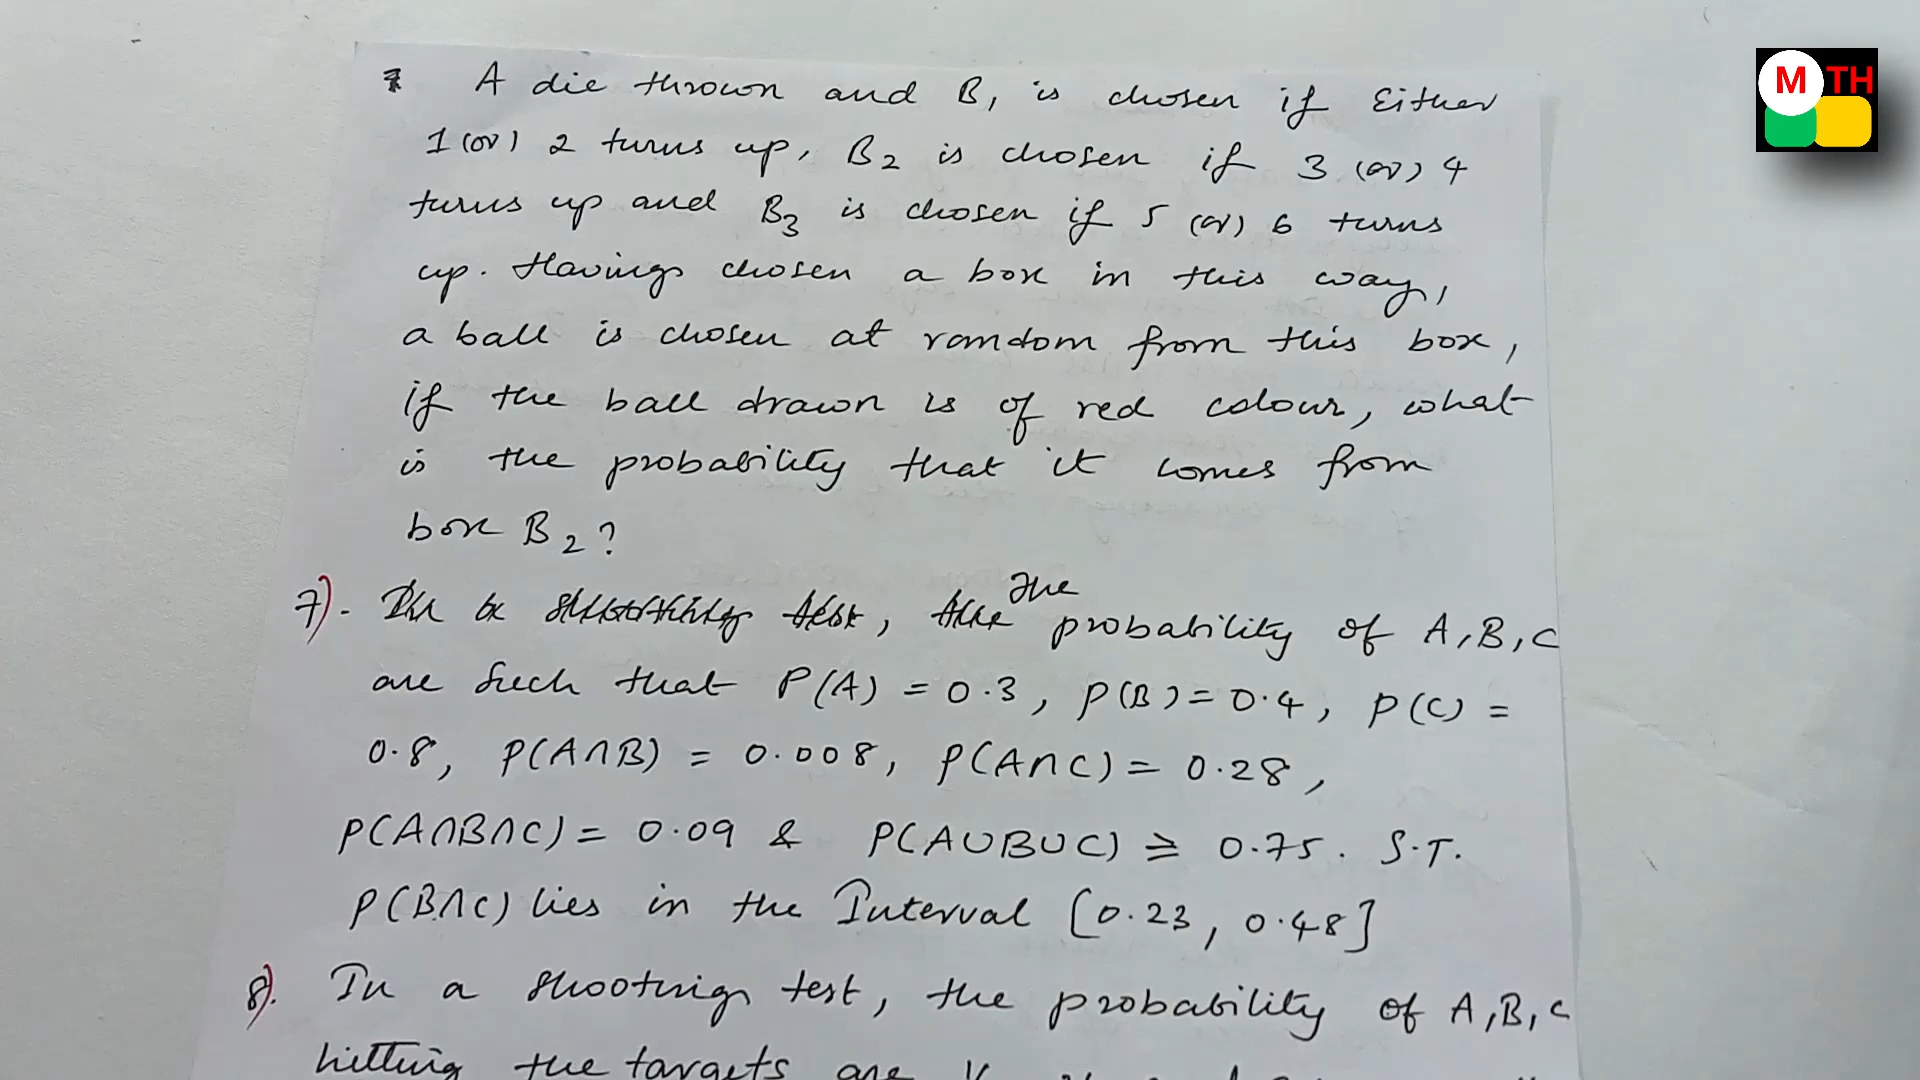 A die thrown and B1 is chosen if Either
1 (or) 2 turns up, B2 is chosen if 3 (or) 4
turns up and B3 is chosen if 5 (or) 6 turns
up. Having chosen a box in this way,
a ball is chosen at random from this box,
if the ball drawn is of red colour, what
is the probability that it comes from
box B2?
7). the probability of A, B, C
are such that P(A) = 0.3, P(B) = 0.4, P(C) =
0.8, P(A∩B) = 0.008, P(A∩C) = 0.28,
P(A∩B∩C) = 0.09 & P(A∪B∪C) ≥ 0.75. S.T.
P(B∩C) lies in the Interval [0.23, 0.48]
8). In a shooting test, the probability of A, B, C
hitting the targets are
M TH